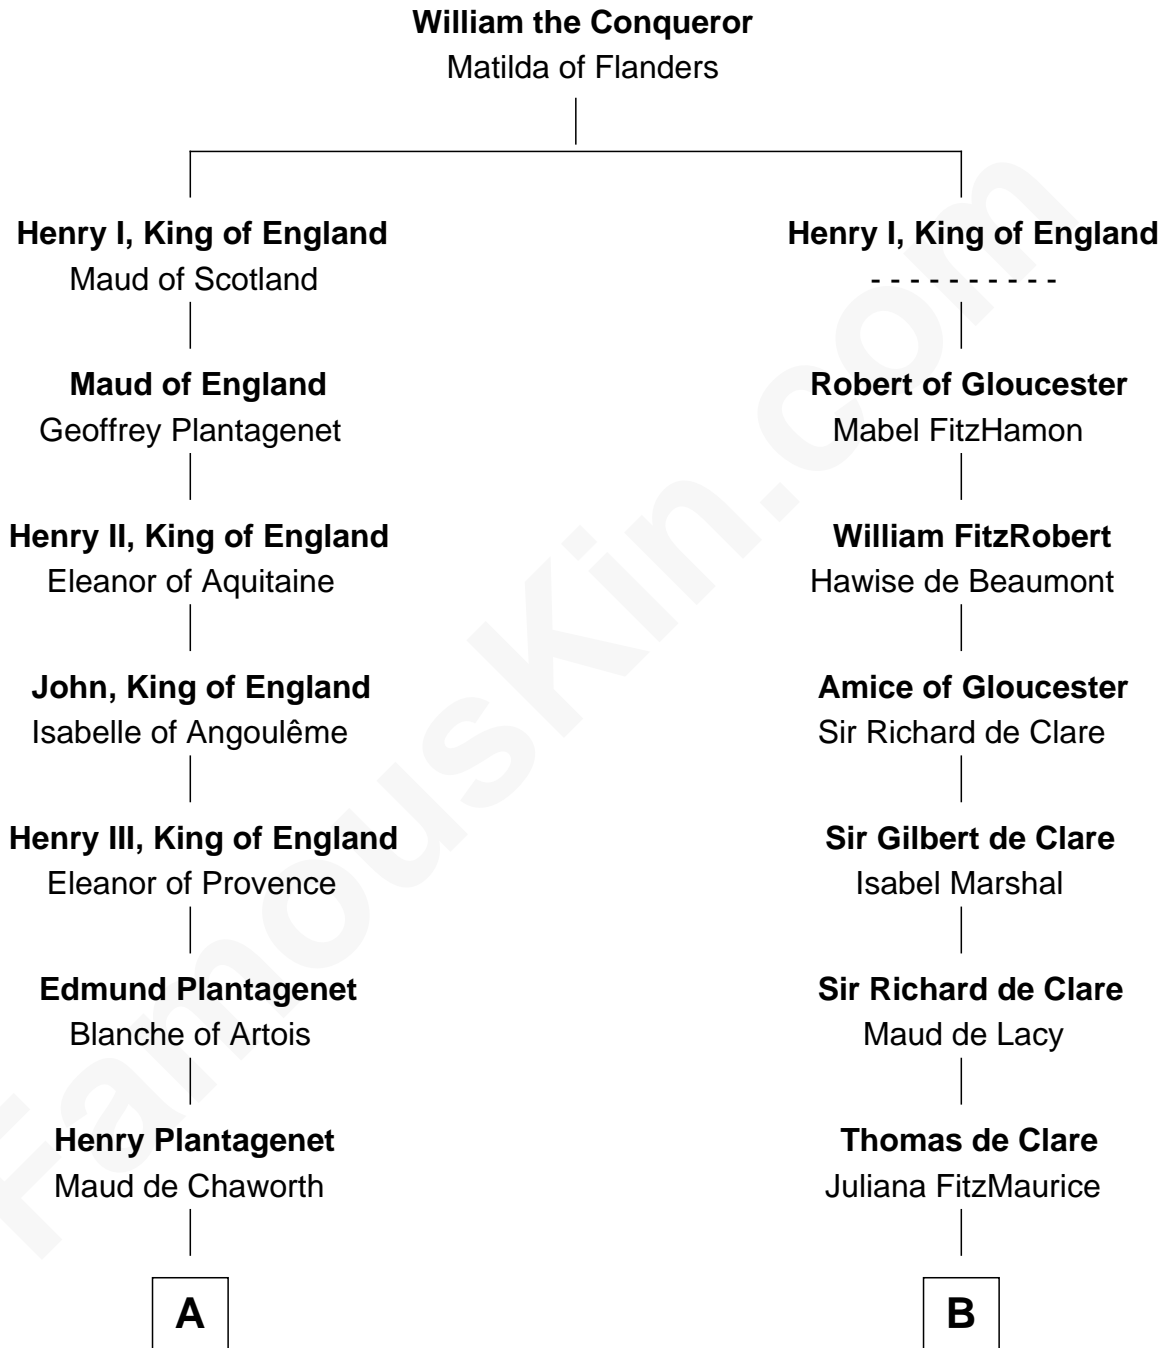 William the Conqueror
Matilda of Flanders
Henry I, King of England
Maud of Scotland
Maud of England
Geoffrey Plantagenet
Henry II, King of England
Eleanor of Aquitaine
John, King of England
Isabelle of Angoulême
Henry III, King of England
Eleanor of Provence
Edmund Plantagenet
Blanche of Artois
Henry Plantagenet
Maud de Chaworth
A
Henry I, King of England
- - - - - - - - - -
Robert of Gloucester
Mabel FitzHamon
William FitzRobert
Hawise de Beaumont
Amice of Gloucester
Sir Richard de Clare
Sir Gilbert de Clare
Isabel Marshal
Sir Richard de Clare
Maud de Lacy
Thomas de Clare
Juliana FitzMaurice
B
FamousKin.com